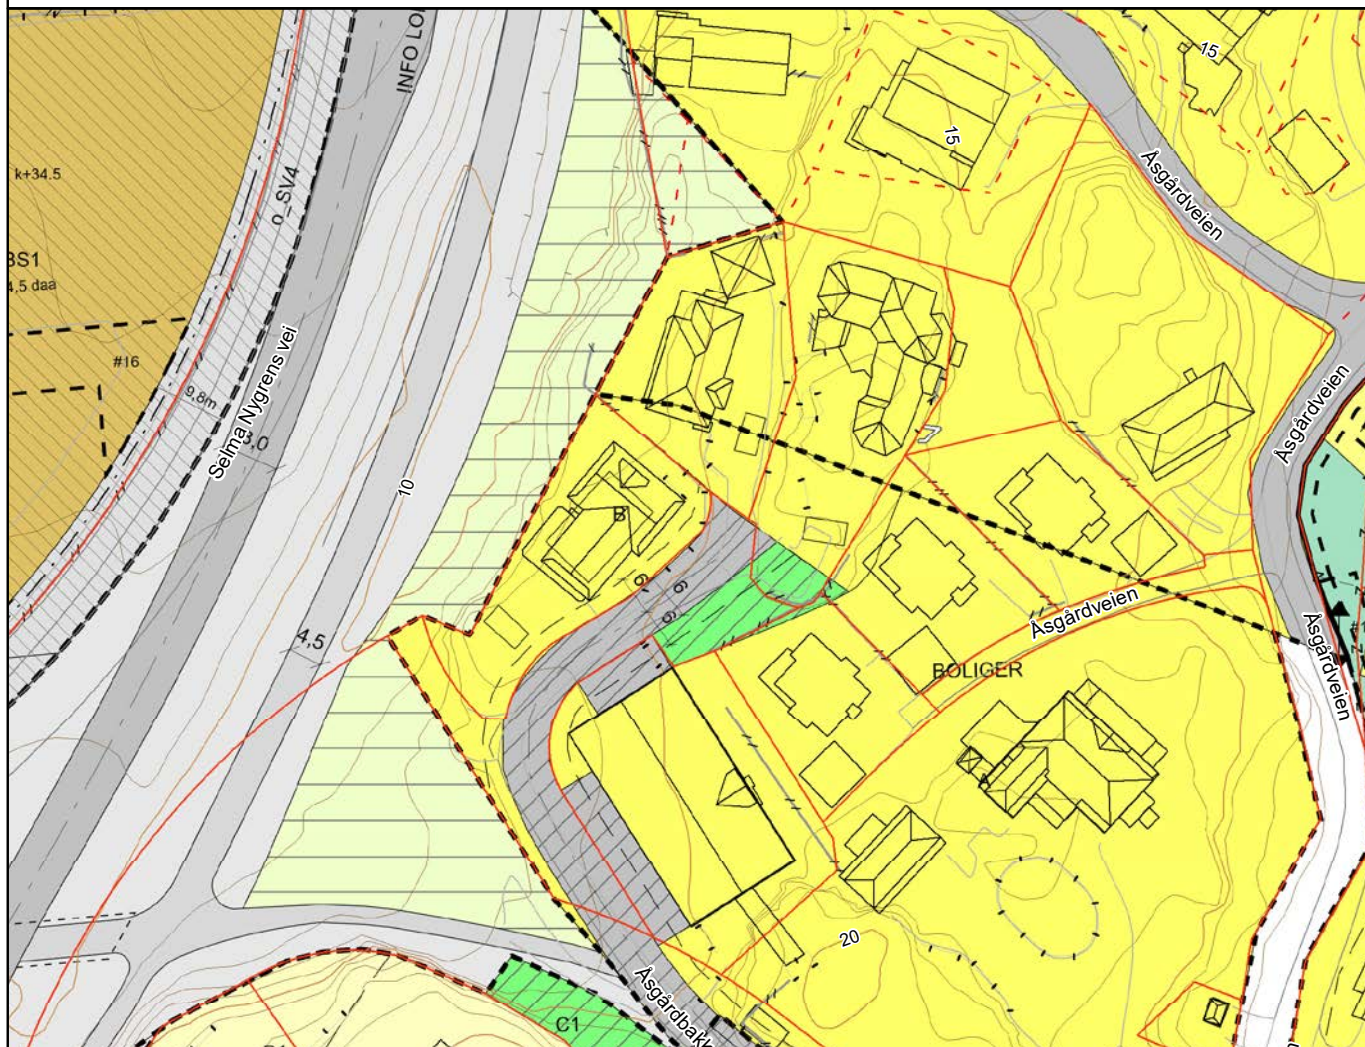 INFO LO
15
15
k+34.5
o_SV4
Åsgårdveien
BS1
4,5 daa
#16
9,8m
Selma Nygrens vei
3,0
Åsgårdveien
7
10
B
6
6
6
4,5
Åsgårdveien
Åsgårdveien
BOLIGER
A
20
Åsgårdbakk
C1